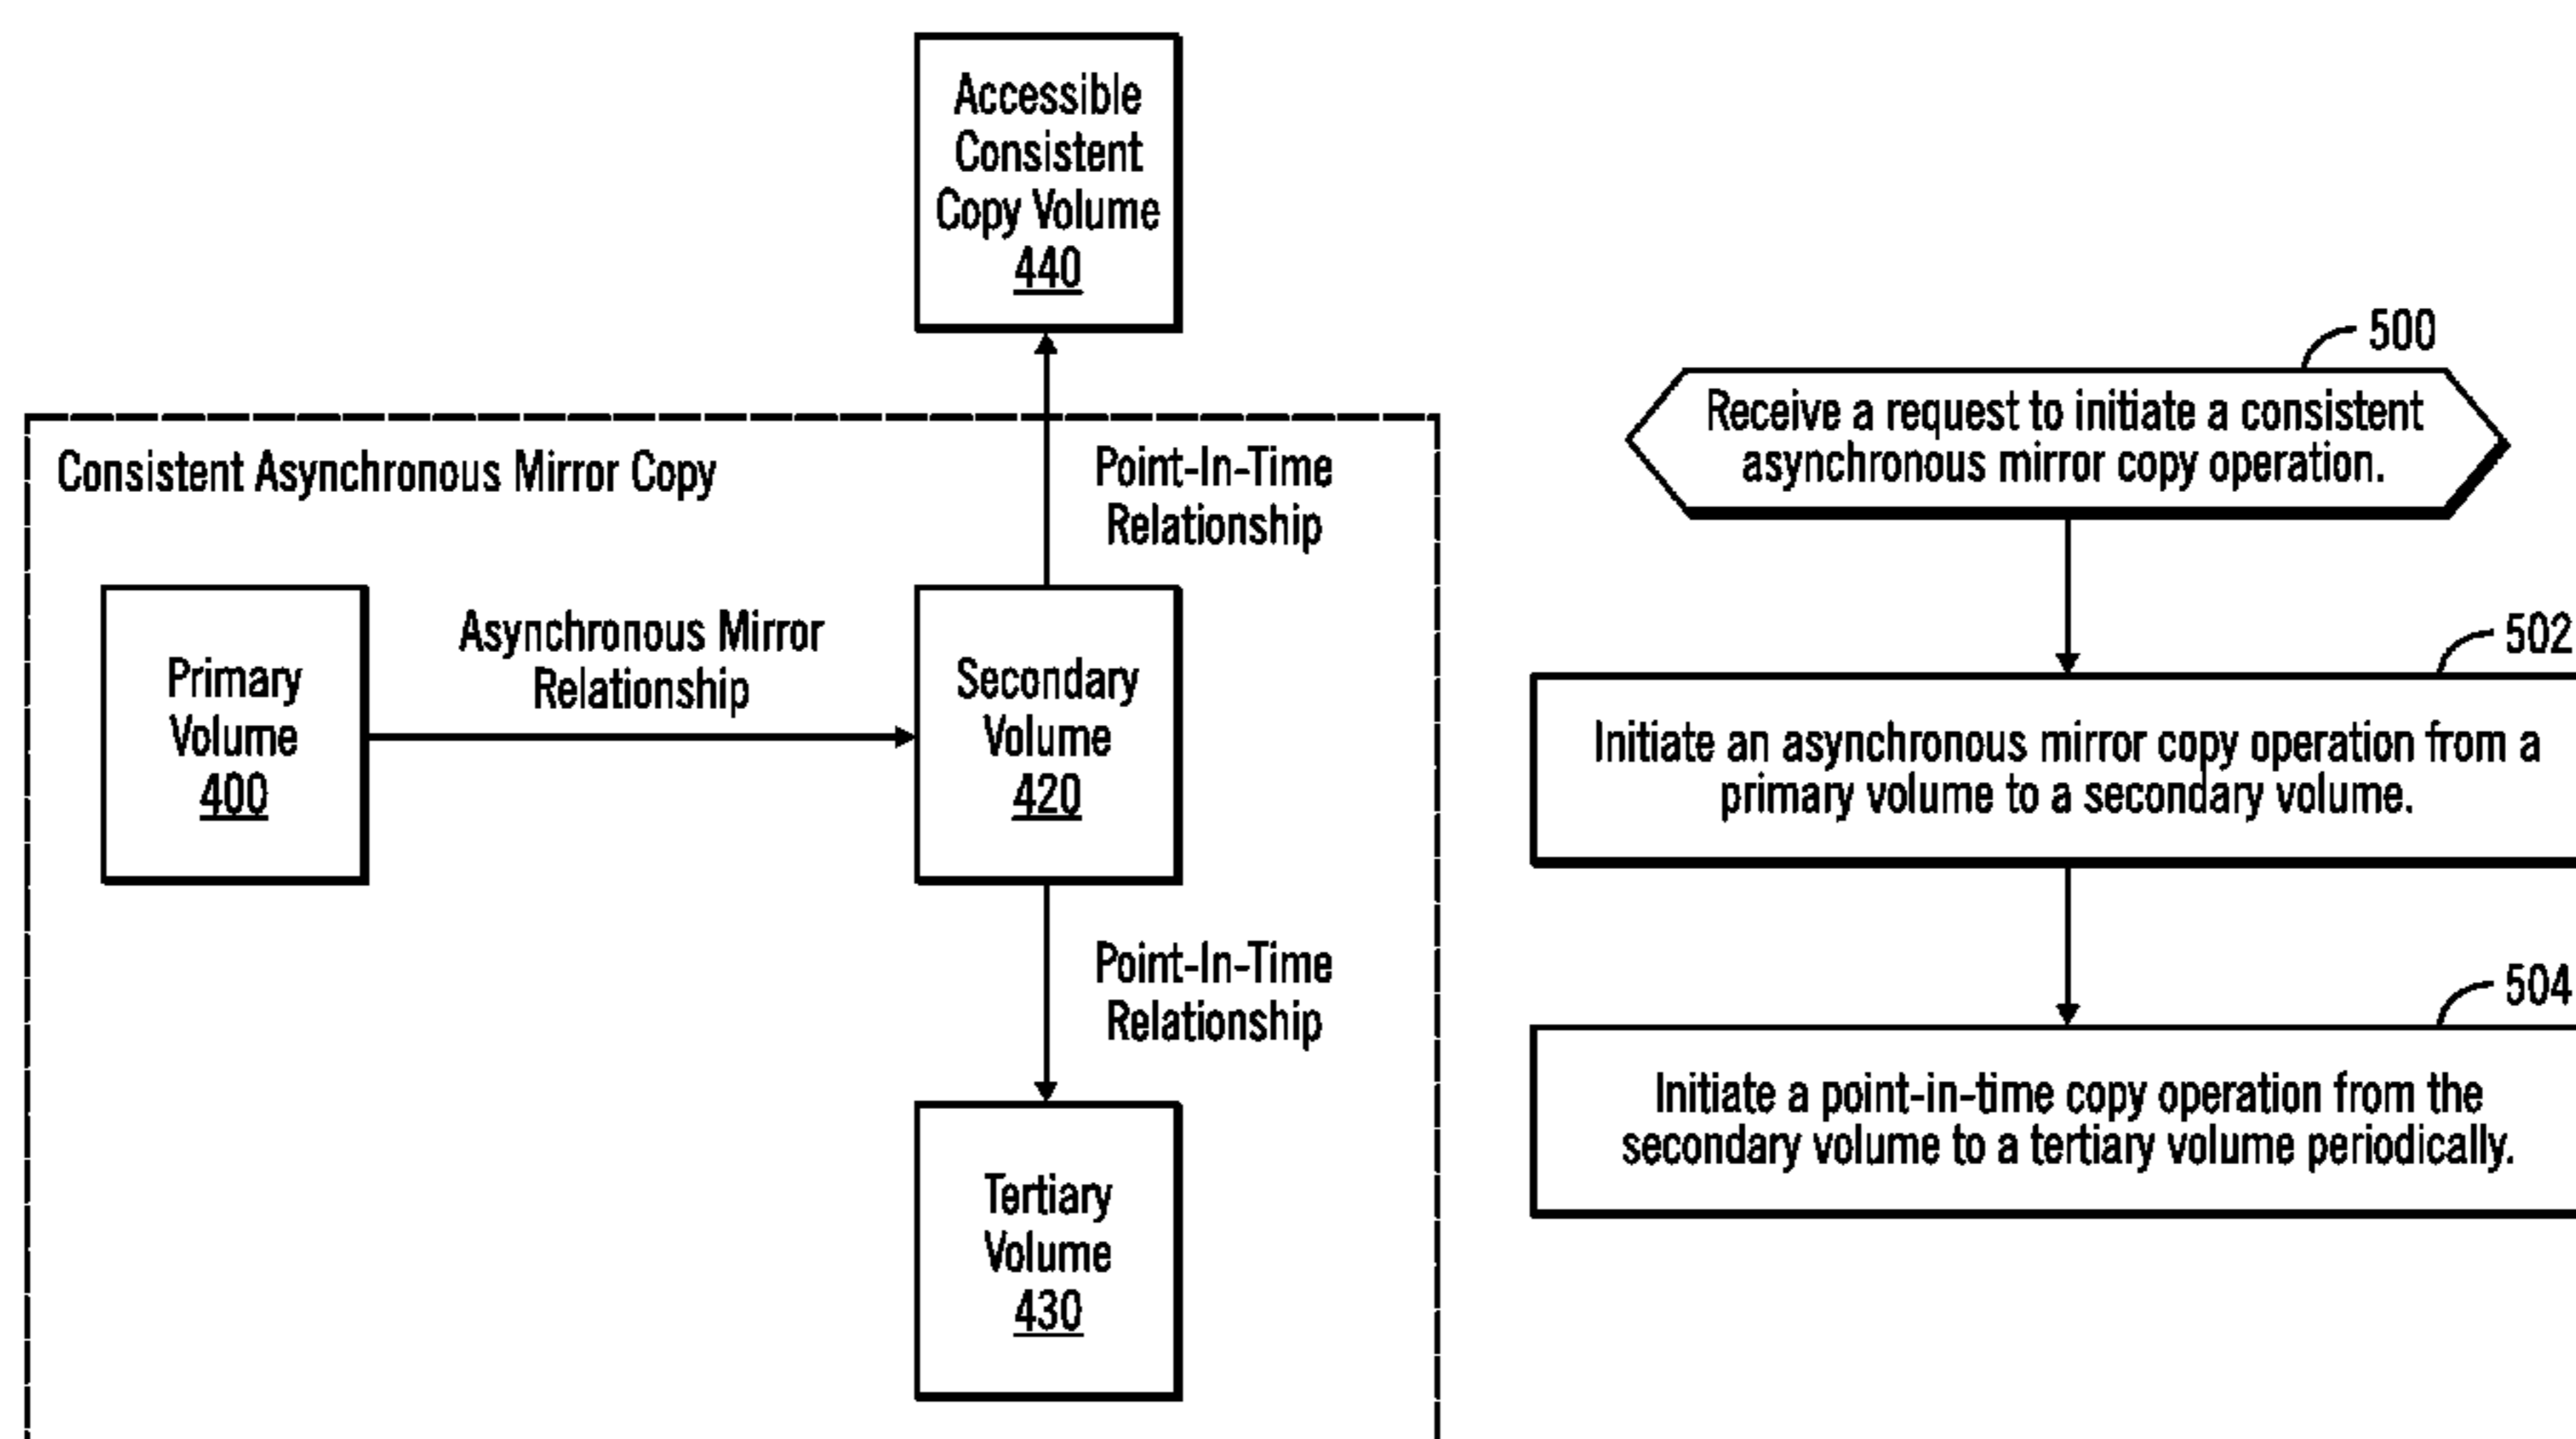 Accessible
Consistent
Copy Volume
440
Consistent Asynchronous Mirror Copy
Point-In-Time
Relationship
Primary
Volume
400
Asynchronous Mirror
Relationship
Secondary
Volume
420
Point-In-Time
Relationship
Tertiary
Volume
430
500
Receive a request to initiate a consistent
asynchronous mirror copy operation.
502
Initiate an asynchronous mirror copy operation from a
primary volume to a secondary volume.
504
Initiate a point-in-time copy operation from the
secondary volume to a tertiary volume periodically.